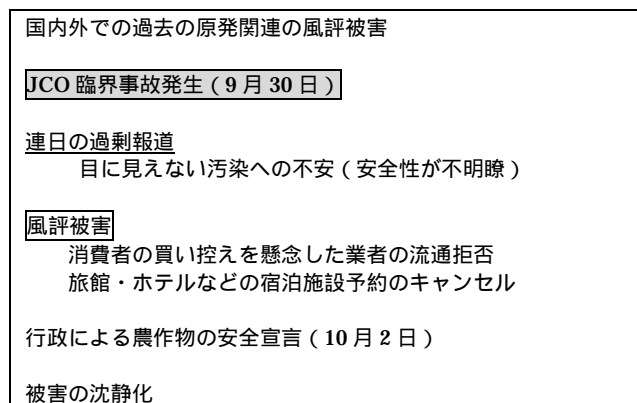 国内外での過去の原発関連の風評被害
JCO 臨界事故発生（9 月 30 日）
連日の過剰報道
目に見えない汚染への不安（安全性が不明瞭）
風評被害
消費者の買い控えを懸念した業者の流通拒否
旅館・ホテルなどの宿泊施設予約のキャンセル
行政による農作物の安全宣言（10 月 2 日）
被害の沈静化